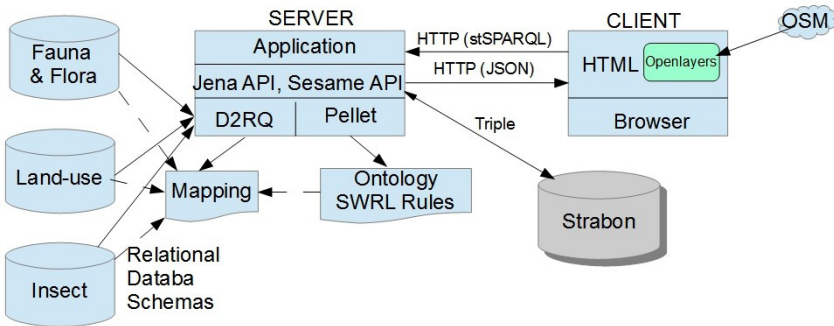 SERVER
CLIENT
OSM
Fauna
& Flora
Application
HTTP (stSPARQL)
HTML
Openlayers
Jena API, Sesame API
HTTP (JSON)
D2RQ
Pellet
Browser
Triple
Land-use
Mapping
Ontology
SWRL Rules
Strabon
Insect
Relational
Databa
Schemas